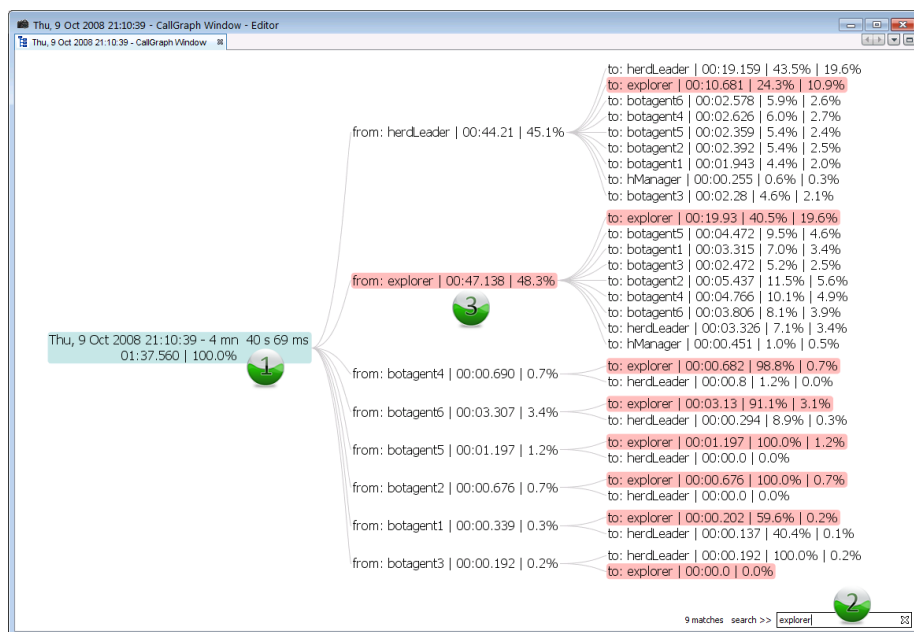 Thu, 9 Oct 2008 21:10:39 - CallGraph Window - Editor
Thu, 9 Oct 2008 21:10:39 - CallGraph Window
Thu, 9 Oct 2008 21:10:39 - 4 mn 40 s 69 ms
01:37.560 | 100.0%
1
from: herdLeader | 00:44.21 | 45.1%
to: herdLeader | 00:19.159 | 43.5% | 19.6%
to: explorer | 00:10.681 | 24.3% | 10.9%
to: botagent6 | 00:02.578 | 5.9% | 2.6%
to: botagent4 | 00:02.626 | 6.0% | 2.7%
to: botagent5 | 00:02.359 | 5.4% | 2.4%
to: botagent2 | 00:02.392 | 5.4% | 2.5%
to: botagent1 | 00:01.943 | 4.4% | 2.0%
to: hManager | 00:00.255 | 0.6% | 0.3%
to: botagent3 | 00:02.28 | 4.6% | 2.1%
from: explorer | 00:47.138 | 48.3%
3
to: explorer | 00:19.93 | 40.5% | 19.6%
to: botagent5 | 00:04.472 | 9.5% | 4.6%
to: botagent1 | 00:03.315 | 7.0% | 3.4%
to: botagent3 | 00:02.472 | 5.2% | 2.5%
to: botagent2 | 00:05.437 | 11.5% | 5.6%
to: botagent4 | 00:04.766 | 10.1% | 4.9%
to: botagent6 | 00:03.806 | 8.1% | 3.9%
to: herdLeader | 00:03.326 | 7.1% | 3.4%
to: hManager | 00:00.451 | 1.0% | 0.5%
from: botagent4 | 00:00.690 | 0.7%
to: explorer | 00:00.682 | 98.8% | 0.7%
to: herdLeader | 00:00.8 | 1.2% | 0.0%
from: botagent6 | 00:03.307 | 3.4%
to: explorer | 00:03.13 | 91.1% | 3.1%
to: herdLeader | 00:00.294 | 8.9% | 0.3%
from: botagent5 | 00:01.197 | 1.2%
to: explorer | 00:01.197 | 100.0% | 1.2%
to: herdLeader | 00:00.0 | 0.0%
from: botagent2 | 00:00.676 | 0.7%
to: explorer | 00:00.676 | 100.0% | 0.7%
to: herdLeader | 00:00.0 | 0.0%
from: botagent1 | 00:00.339 | 0.3%
to: explorer | 00:00.202 | 59.6% | 0.2%
to: herdLeader | 00:00.137 | 40.4% | 0.1%
from: botagent3 | 00:00.192 | 0.2%
to: herdLeader | 00:00.192 | 100.0% | 0.2%
to: explorer | 00:00.0 | 0.0%
2
9 matches search >> explorer